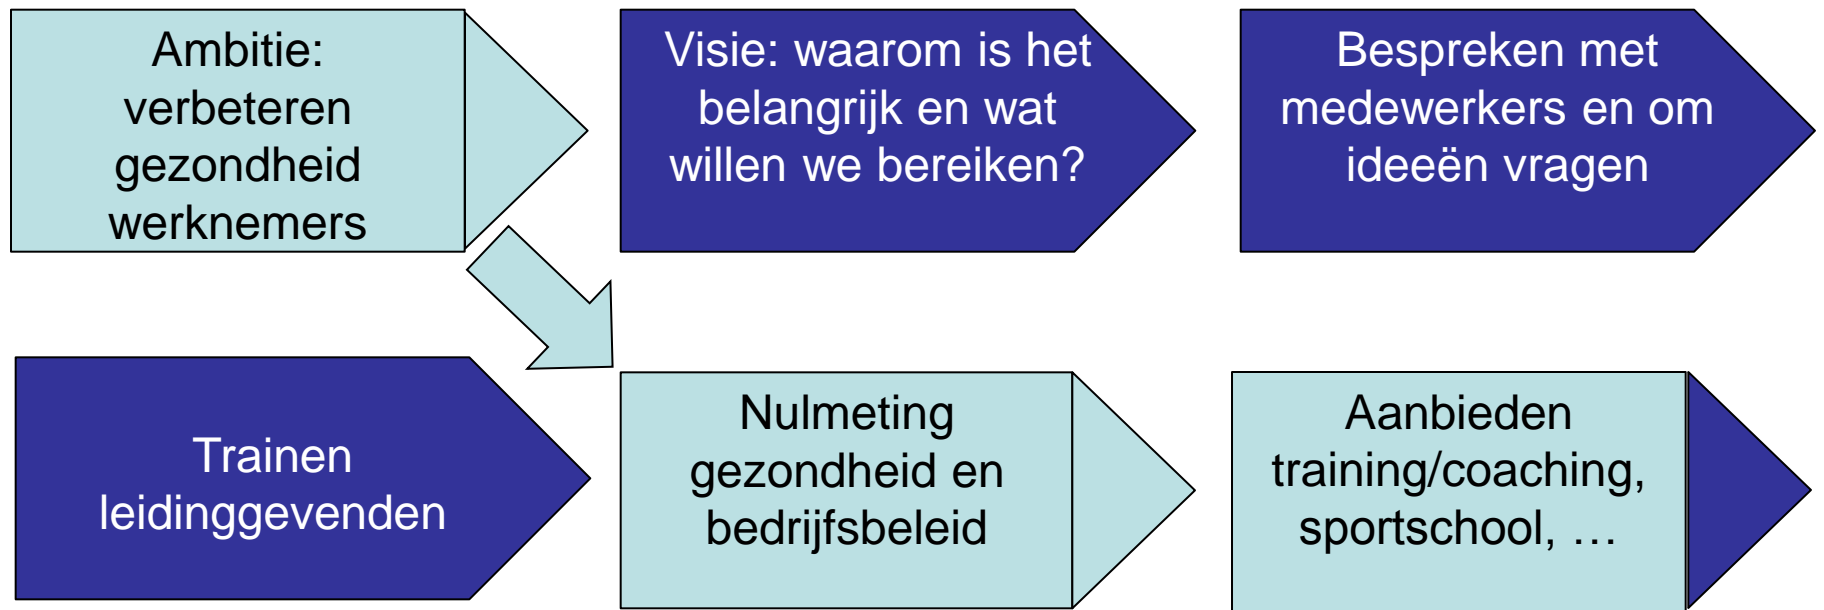 Ambitie:
verbeteren
gezondheid
werknemers
Visie: waarom is het
belangrijk en wat
willen we bereiken?
Bespreken met
medewerkers en om
ideeën vragen
Trainen
leidinggevenden
Nulmeting
gezondheid en
bedrijfsbeleid
Aanbieden
training/coaching,
sportschool, …